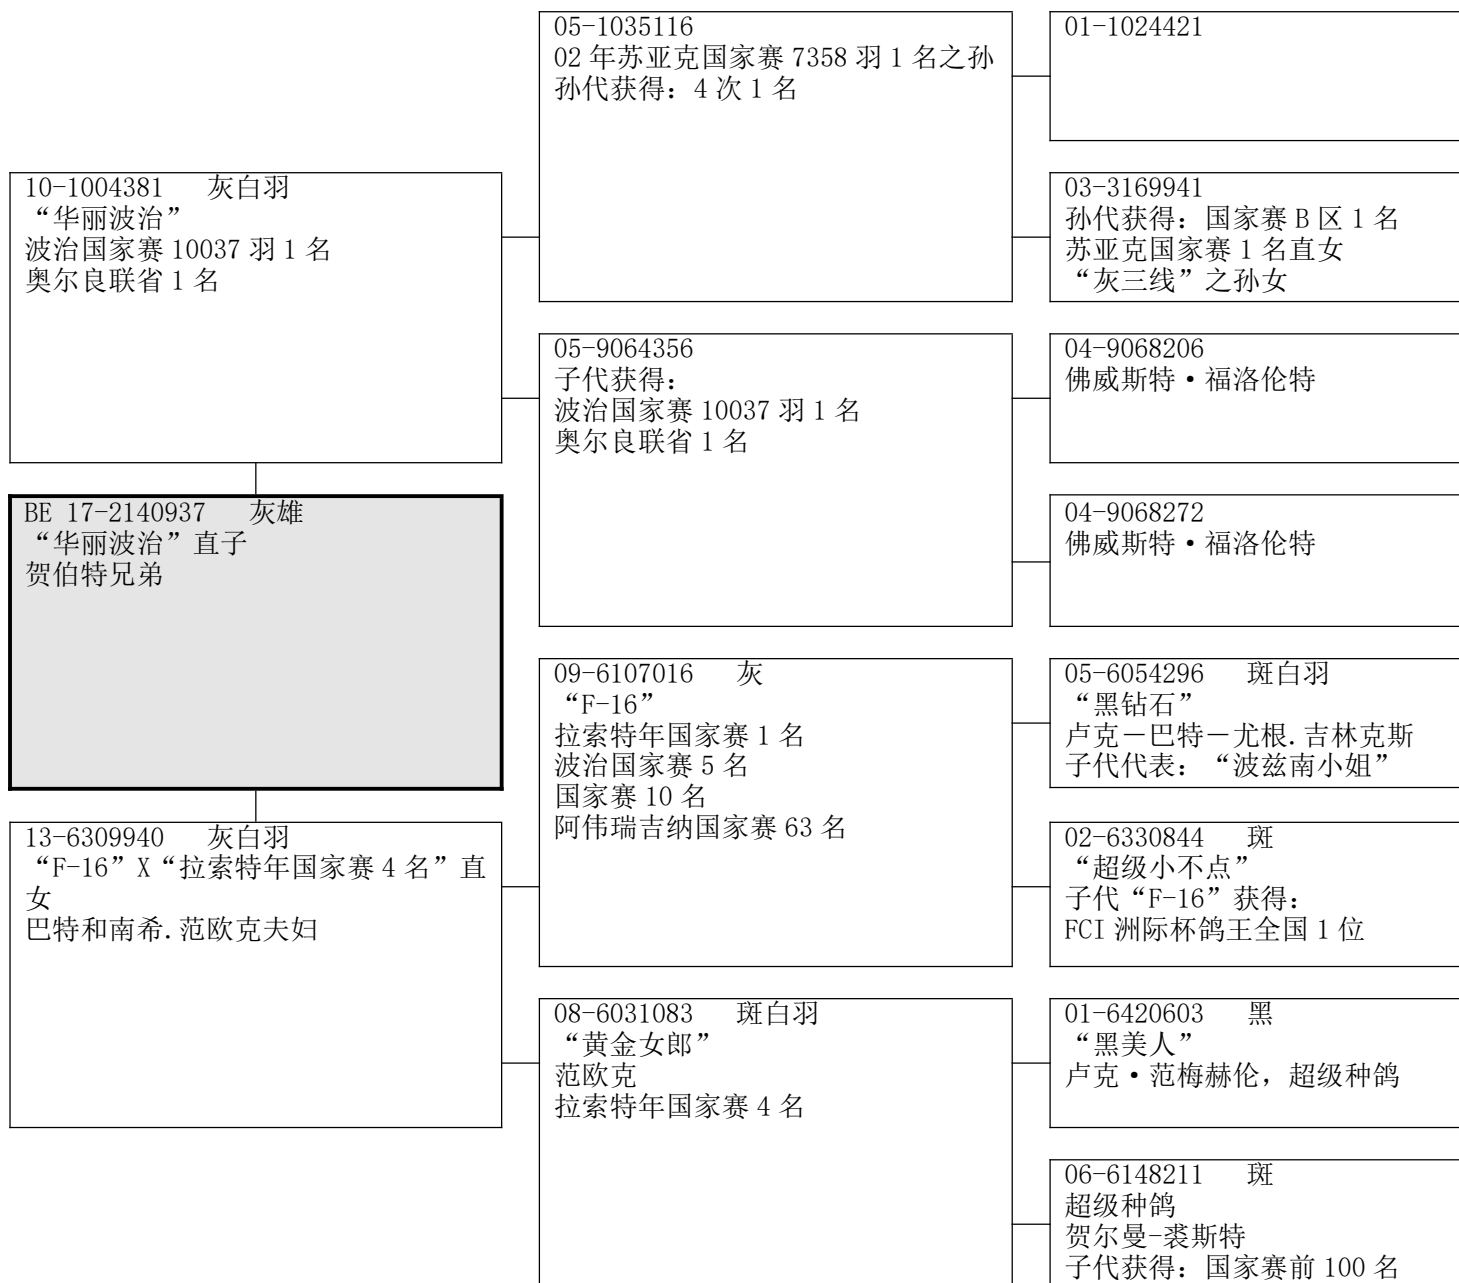 10-1004381 灰白羽
“华丽波治”
波治国家赛 10037 羽 1 名
奥尔良联省 1 名
BE 17-2140937 灰雄
“华丽波治”直子
贺伯特兄弟
13-6309940 灰白羽
“F-16”X“拉索特年国家赛 4 名”直
女
巴特和南希.范欧克夫妇
05-1035116
02 年苏亚克国家赛 7358 羽 1 名之孙
孙代获得：4 次 1 名
05-9064356
子代获得：
波治国家赛 10037 羽 1 名
奥尔良联省 1 名
09-6107016 灰
“F-16”
拉索特年国家赛 1 名
波治国家赛 5 名
国家赛 10 名
阿伟瑞吉纳国家赛 63 名
08-6031083 斑白羽
“黄金女郎”
范欧克
拉索特年国家赛 4 名
01-1024421
03-3169941
孙代获得：国家赛 B 区 1 名
苏亚克国家赛 1 名直女
“灰三线”之孙女
04-9068206
佛威斯特·福洛伦特
04-9068272
佛威斯特·福洛伦特
05-6054296 斑白羽
“黑钻石”
卢克－巴特－尤根.吉林克斯
子代代表：“波兹南小姐”
02-6330844 斑
“超级小不点”
子代“F-16”获得：
FCI 洲际杯鸽王全国 1 位
01-6420603 黑
“黑美人”
卢克·范梅赫伦，超级种鸽
06-6148211 斑
超级种鸽
贺尔曼-裘斯特
子代获得：国家赛前 100 名